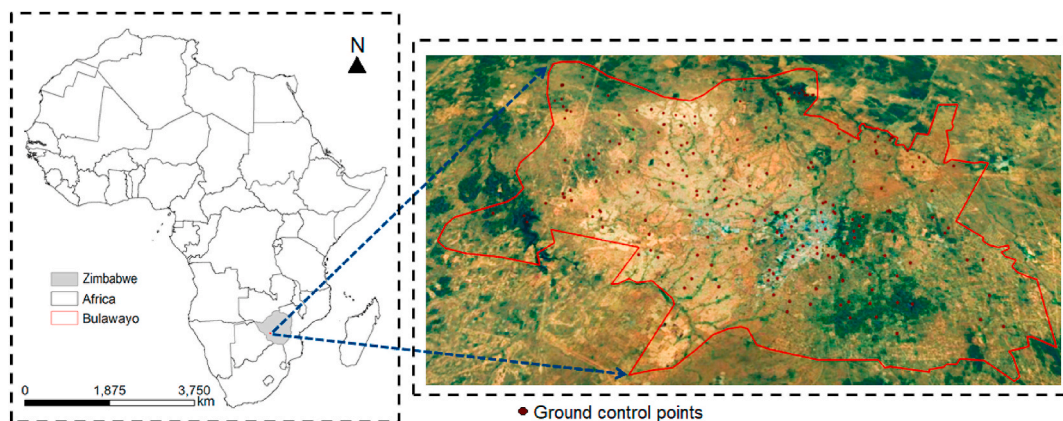 N
Zimbabwe
Africa
Bulawayo
0 1,875 3,750
km
Ground control points